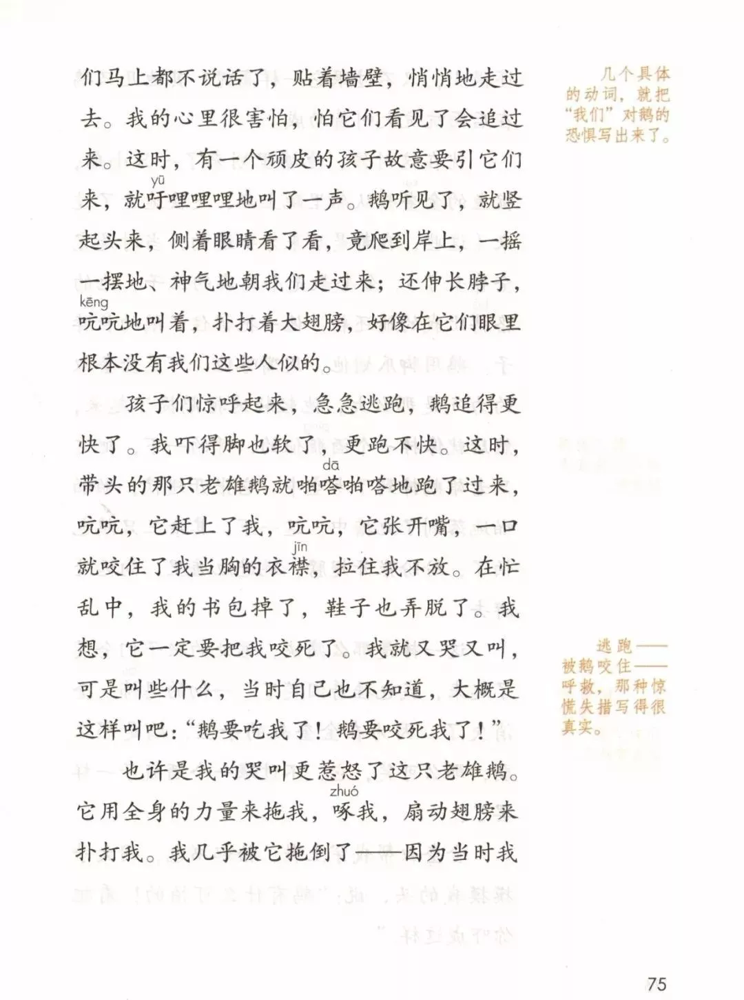 们马上都不说话了，贴着墙壁，悄悄地走过
去。我的心里很害怕，怕它们看见了会追过
来。这时，有一个顽皮的孩子故意要引它们
yū
来，就吁哩哩哩地叫了一声。鹅听见了，就竖
起头来，侧着眼睛看了看，竟爬到岸上，一摇
一摆地、神气地朝我们走过来；还伸长脖子，
kēng
吭吭地叫着，扑打着大翅膀，好像在它们眼里
根本没有我们这些人似的。
孩子们惊呼起来，急急逃跑，鹅追得更
快了。我吓得脚也软了，更跑不快。这时，
dā
带头的那只老雄鹅就啪嗒啪嗒地跑了过来，
吭吭，它赶上了我，吭吭，它张开嘴，一口
jīn
就咬住了我当胸的衣襟，拉住我不放。在忙
乱中，我的书包掉了，鞋子也弄脱了。我
想，它一定要把我咬死了。我就又哭又叫，
可是叫些什么，当时自己也不知道，大概是
这样叫吧：“鹅要吃我了！鹅要咬死我了！”
也许是我的哭叫更惹怒了这只老雄鹅。
zhuó
它用全身的力量来拖我，啄我，扇动翅膀来
扑打我。我几乎被它拖倒了——因为当时我
几个具体
的动词，就把
“我们”对鹅的
恐惧写出来了。
逃跑——
被鹅咬住——
呼救，那种惊
慌失措写得很
真实。
75